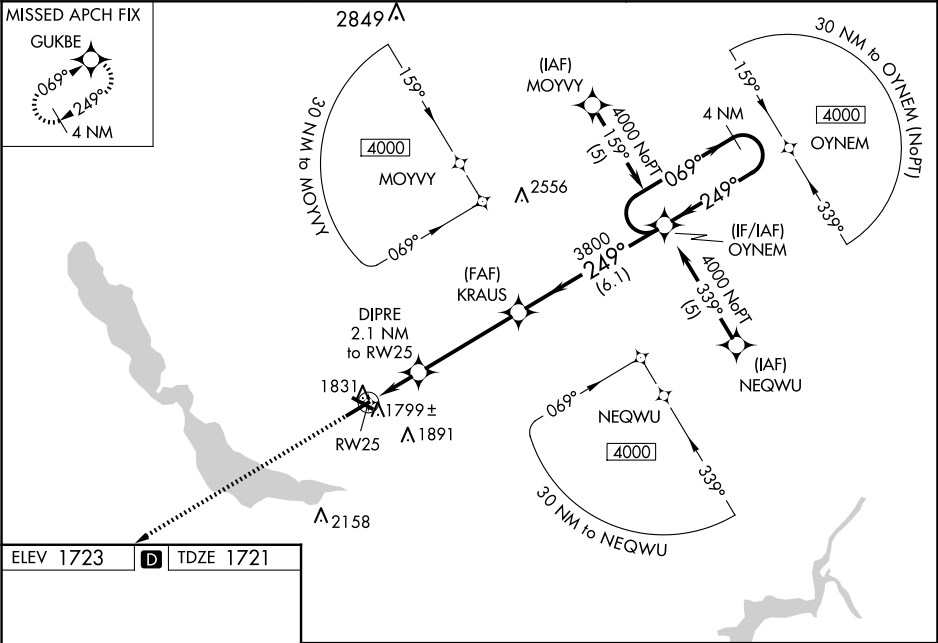 MISSED APCH FIX
GUKBE
069°
249°
4 NM
2849
30 NM to MOYVY
159°
4000
MOYVY
069°
(IAF)
MOYVY
4000 NoPT
159°
(5)
2556
4 NM
069°
249°
30 NM to OYNEM (NoPT)
159°
4000
OYNEM
339°
(IF/IAF)
OYNEM
3800
249°
(6.1)
4000 NoPT
339°
(5)
(IAF)
NEQWU
(FAF)
KRAUS
DIPRE
2.1 NM
to RW25
1831
1799±
RW25
1891
2158
069°
NEQWU
4000
339°
30 NM to NEQWU
ELEV 1723 D TDZE 1721